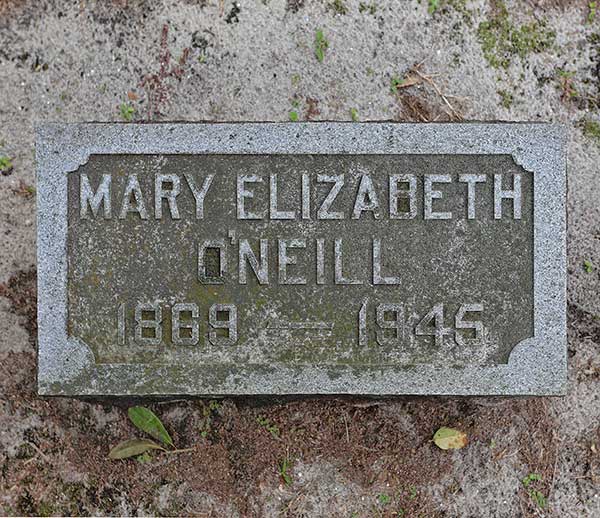 MARY ELIZABETH
O'NEILL
1869 — 1945